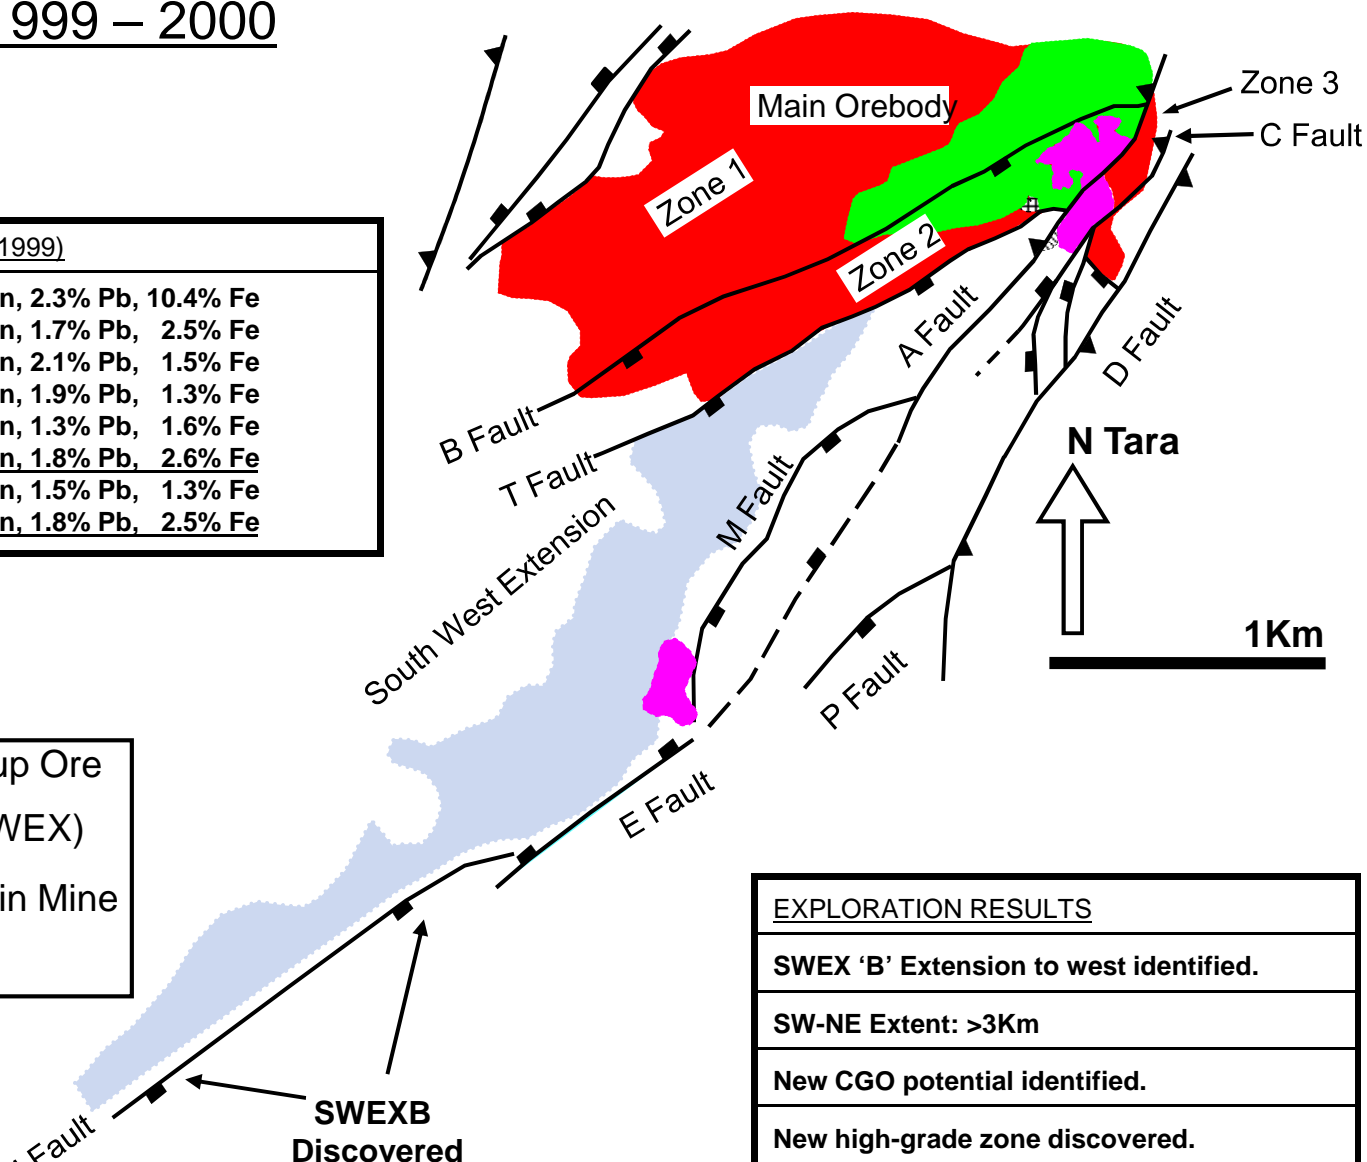 999 – 2000
Main Orebody
Zone 3
C Fault
Zone 1
Zone 2
1999)
n, 2.3% Pb, 10.4% Fe
n, 1.7% Pb, 2.5% Fe
n, 2.1% Pb, 1.5% Fe
n, 1.9% Pb, 1.3% Fe
n, 1.3% Pb, 1.6% Fe
n, 1.8% Pb, 2.6% Fe
n, 1.5% Pb, 1.3% Fe
n, 1.8% Pb, 2.5% Fe
A Fault
D Fault
B Fault
T Fault
M Fault
N Tara
South West Extension
1Km
P Fault
E Fault
up Ore
WEX)
in Mine
EXPLORATION RESULTS
SWEX ‘B’ Extension to west identified.
SW-NE Extent: >3Km
New CGO potential identified.
New high-grade zone discovered.
SWEXB
Discovered
Fault